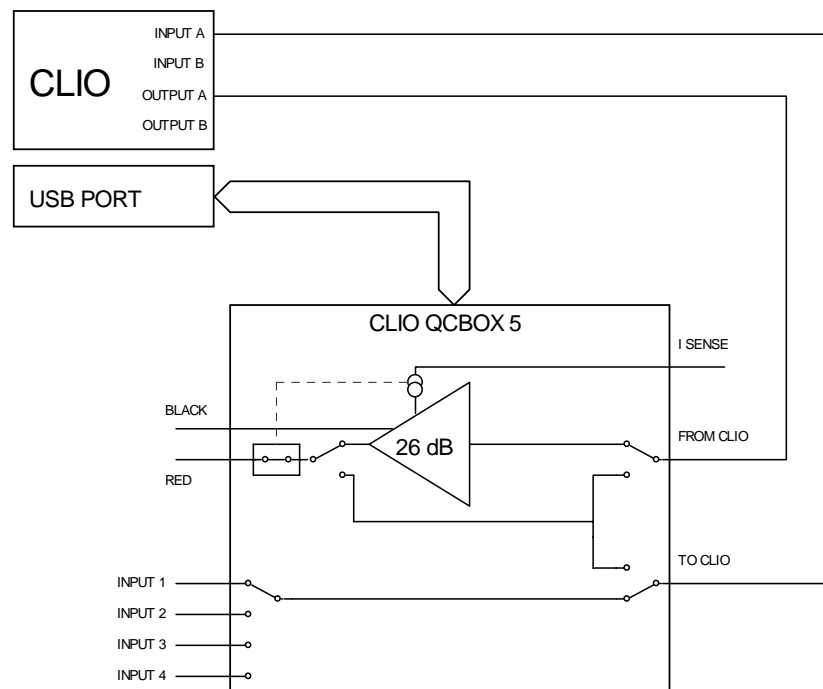 INPUT A
INPUT B
CLIO
OUTPUT A
OUTPUT B
USB PORT
CLIO QCBOX 5
I SENSE
BLACK
26 dB
FROM CLIO
RED
TO CLIO
INPUT 1
INPUT 2
INPUT 3
INPUT 4